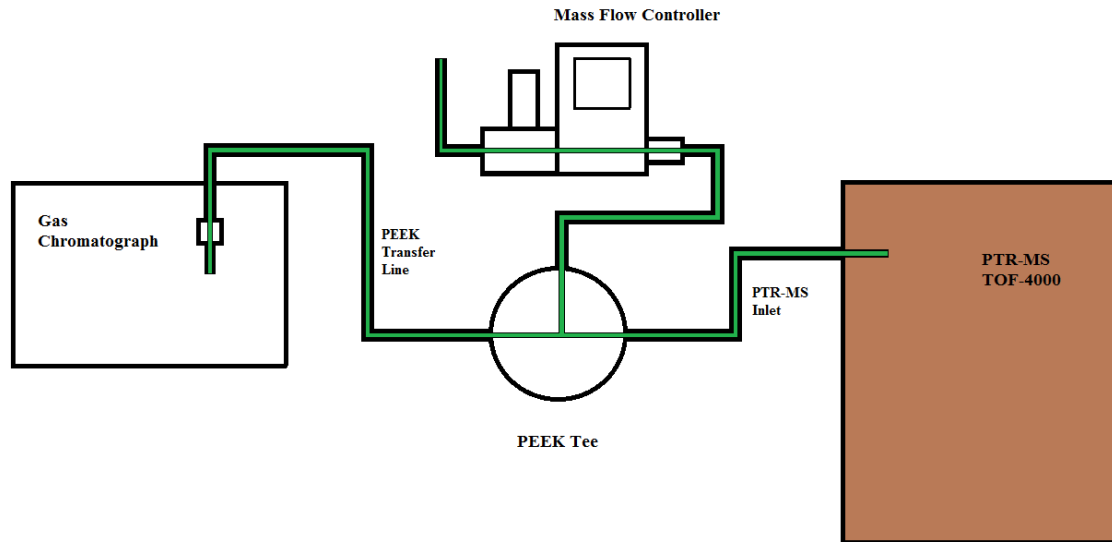 Mass Flow Controller
Gas
Chromatograph
PEEK
Transfer
Line
PTR-MS
Inlet
PTR-MS
TOF-4000
PEEK Tee